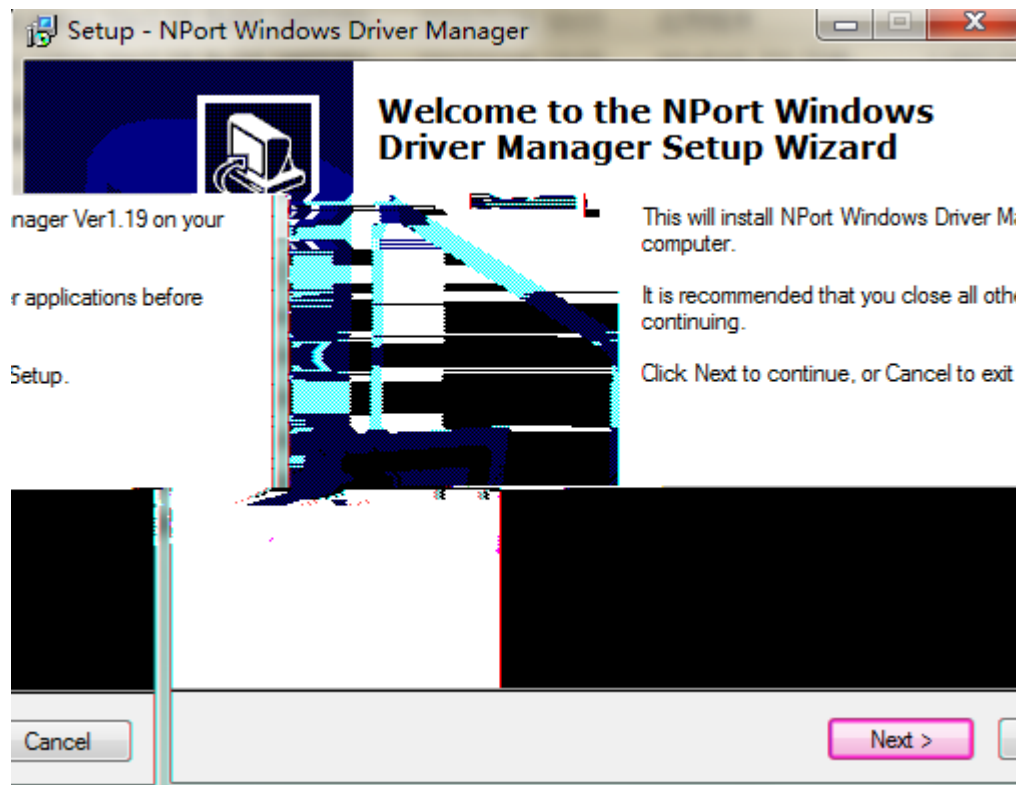 Setup - NPort Windows Driver Manager
Welcome to the NPort Windows
Driver Manager Setup Wizard
nager Ver1.19 on your
This will install NPort Windows Driver Ma
computer.
r applications before
It is recommended that you close all othe
continuing.
Setup.
Click Next to continue, or Cancel to exit
Cancel
Next >